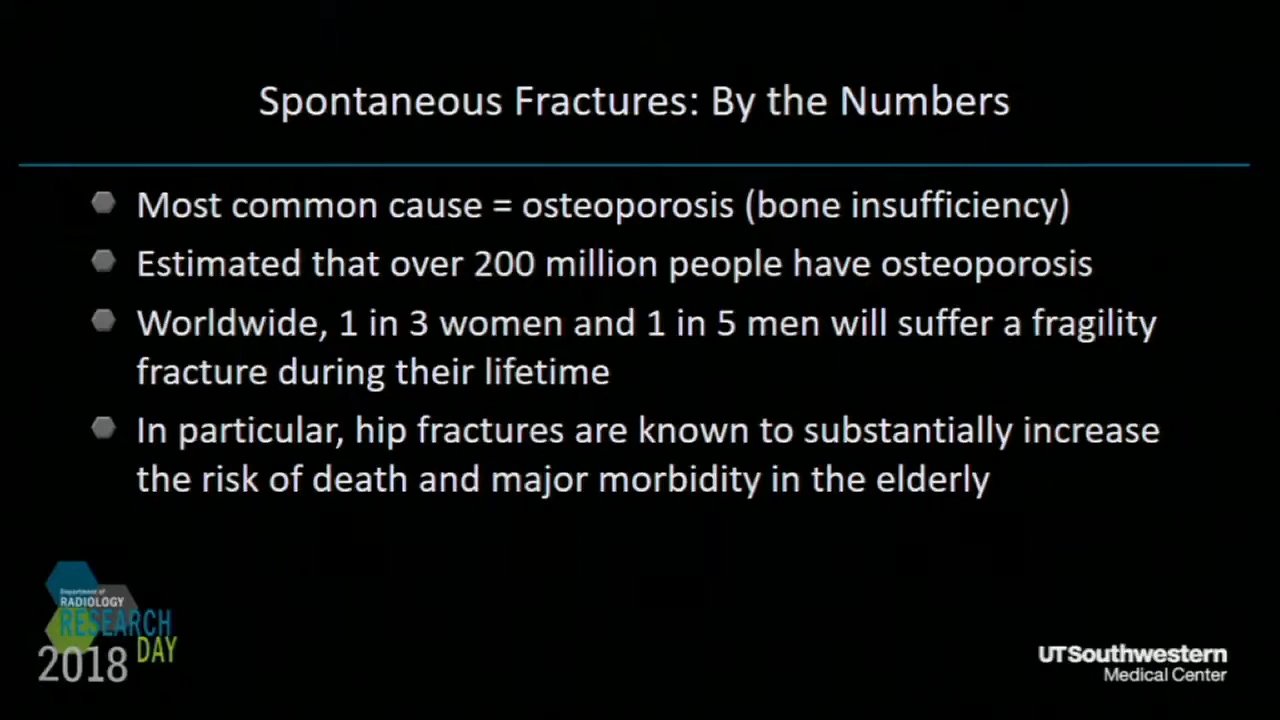 Spontaneous Fractures: By the Numbers
Most common cause = osteoporosis (bone insufficiency)
Estimated that over 200 million people have osteoporosis
Worldwide, 1 in 3 women and 1 in 5 men will suffer a fragility
fracture during their lifetime
In particular, hip fractures are known to substantially increase
the risk of death and major morbidity in the elderly
Department of
RADIOLOGY
RESEARCH
DAY
2018
UTSouthwestern
Medical Center